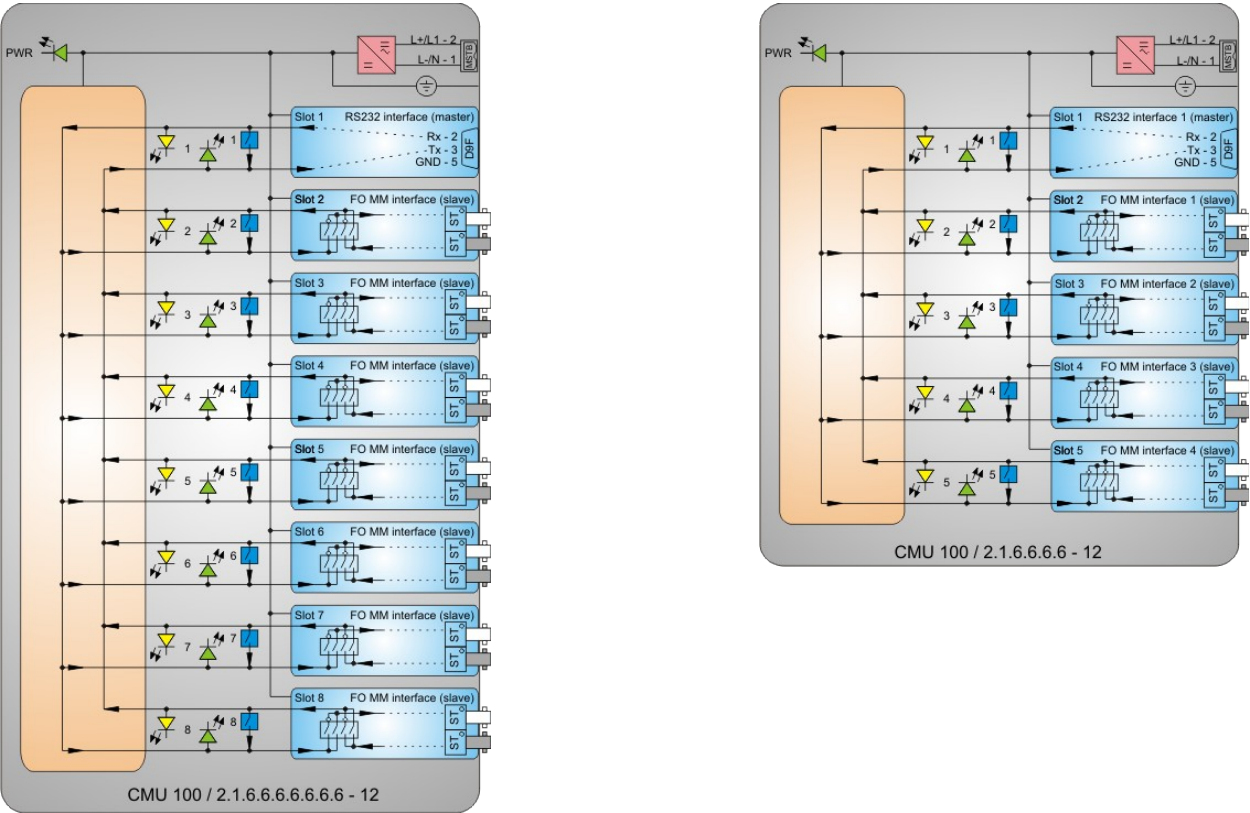 PWR
L+/L1 - 2
L-/N - 1
MSTB
Slot 1 RS232 interface (master)
Rx - 2
Tx - 3
GND - 5
D9F
1 1
Slot 2 FO MM interface (slave)
ST
ST
2 2
Slot 3 FO MM interface (slave)
ST
ST
3 3
Slot 4 FO MM interface (slave)
ST
ST
4 4
Slot 5 FO MM interface (slave)
ST
ST
5 5
Slot 6 FO MM interface (slave)
ST
ST
6 6
Slot 7 FO MM interface (slave)
ST
ST
7 7
Slot 8 FO MM interface (slave)
ST
ST
8 8
CMU 100 / 2.1.6.6.6.6.6.6.6 - 12
PWR
L+/L1 - 2
L-/N - 1
MSTB
Slot 1 RS232 interface 1 (master)
Rx - 2
Tx - 3
GND - 5
D9F
1 1
Slot 2 FO MM interface 1 (slave)
ST
ST
2 2
Slot 3 FO MM interface 2 (slave)
ST
ST
3 3
Slot 4 FO MM interface 3 (slave)
ST
ST
4 4
Slot 5 FO MM interface 4 (slave)
ST
ST
5 5
CMU 100 / 2.1.6.6.6.6 - 12